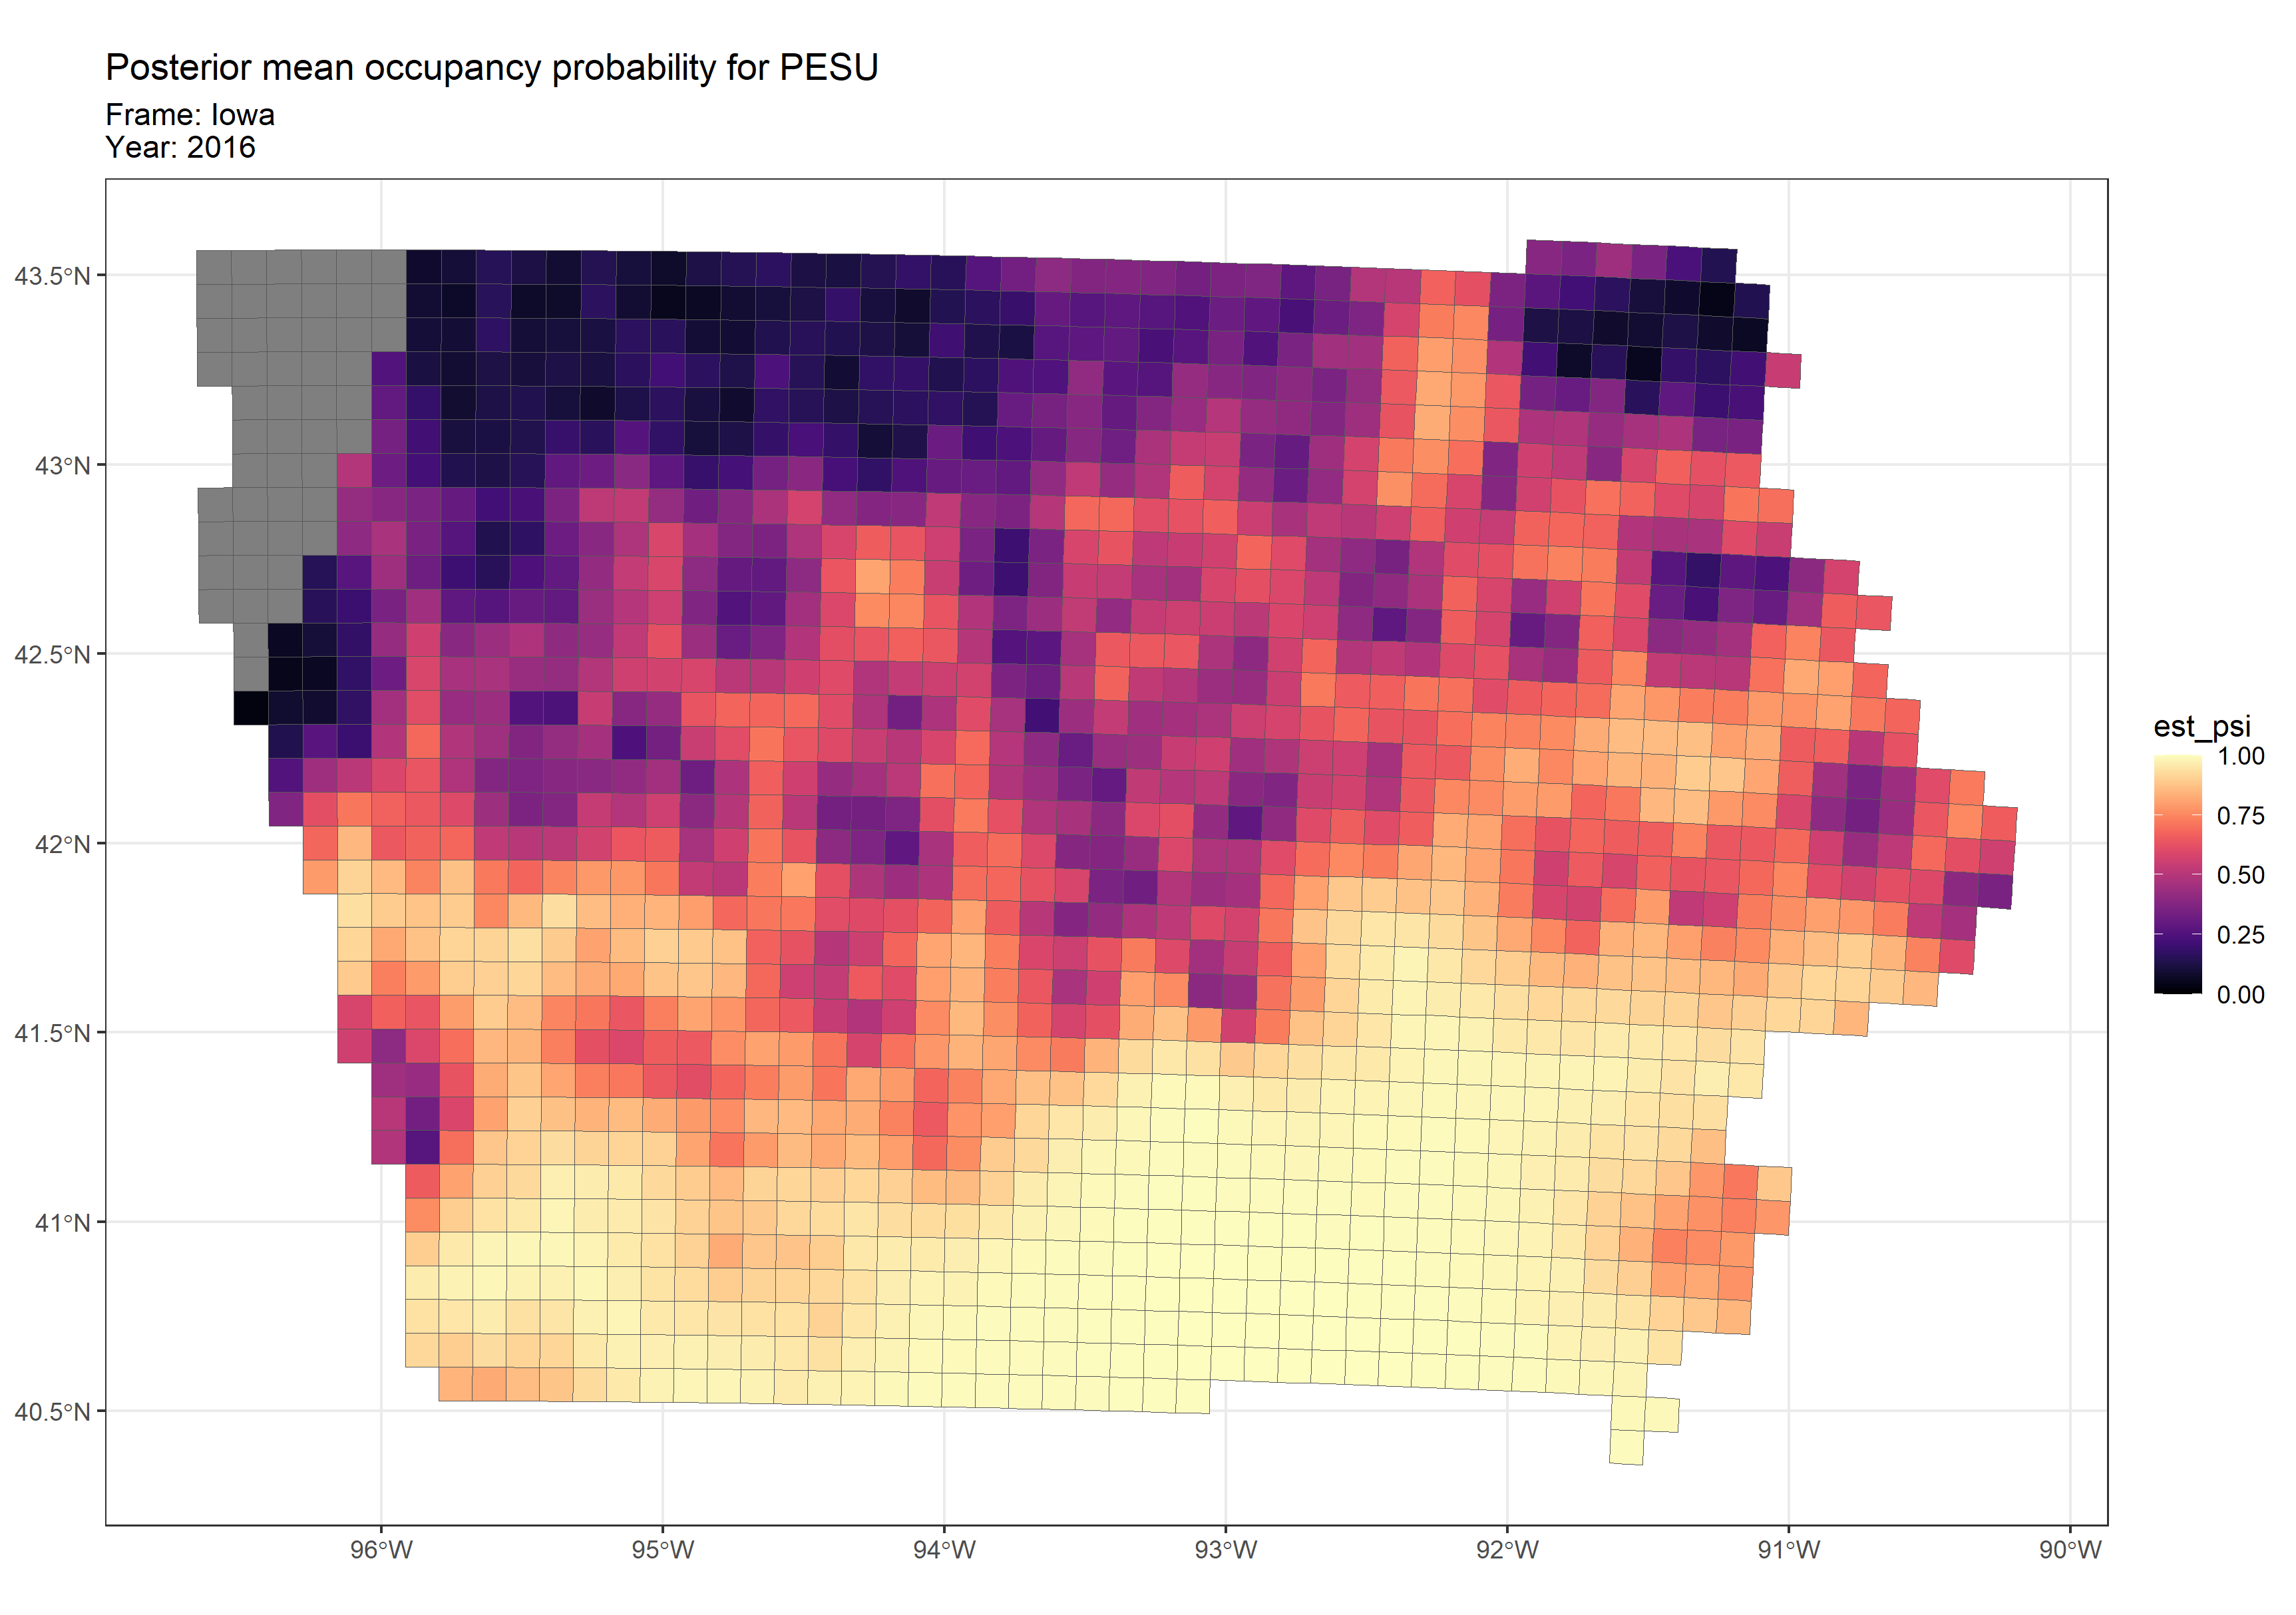 Posterior mean occupancy probability for PESU
Frame: Iowa
Year: 2016
43.5°N
43°N
42.5°N
42°N
41.5°N
41°N
40.5°N
96°W
95°W
94°W
93°W
92°W
91°W
90°W
est_psi
1.00
0.75
0.50
0.25
0.00